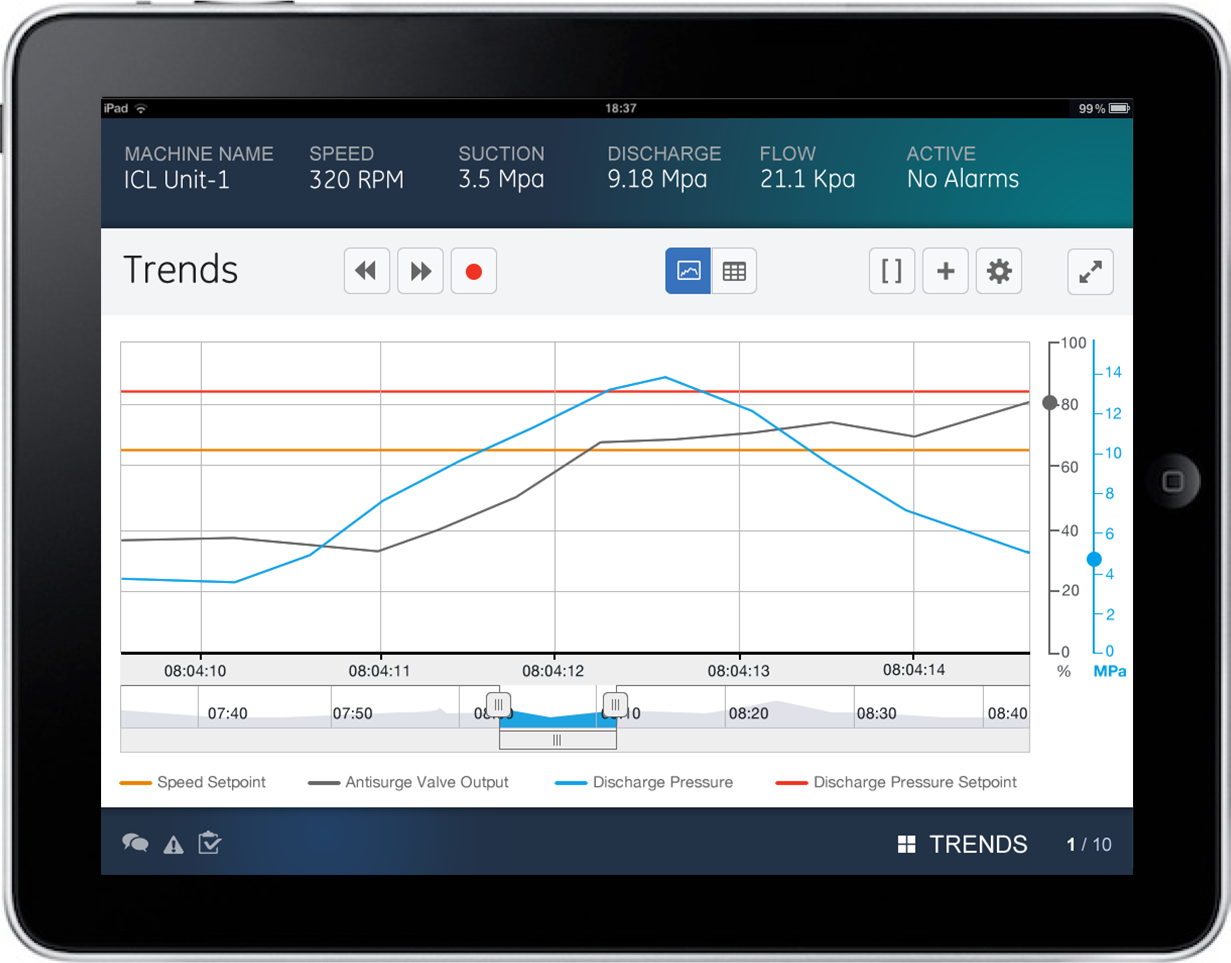 iPad 18:37 99 %
MACHINE NAME SPEED SUCTION DISCHARGE FLOW ACTIVE
ICL Unit-1 320 RPM 3.5 Mpa 9.18 Mpa 21.1 Kpa No Alarms
Trends
100
80
60
40
20
0
%
14
12
10
8
6
4
2
0
MPa
08:04:10 08:04:11 08:04:12 08:04:13 08:04:14
07:40 07:50 08:20 08:30 08:40
Speed Setpoint Antisurge Valve Output Discharge Pressure Discharge Pressure Setpoint
TRENDS 1 / 10